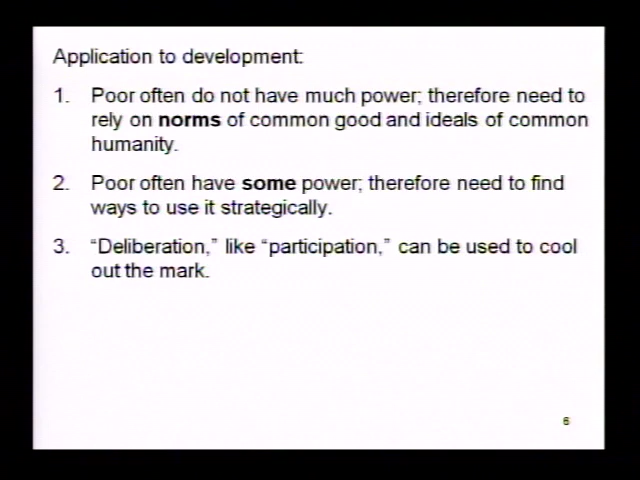 Application to development:
1. Poor often do not have much power; therefore need to
rely on norms of common good and ideals of common
humanity.
2. Poor often have some power; therefore need to find
ways to use it strategically.
3. “Deliberation,” like “participation,” can be used to cool
out the mark.
6